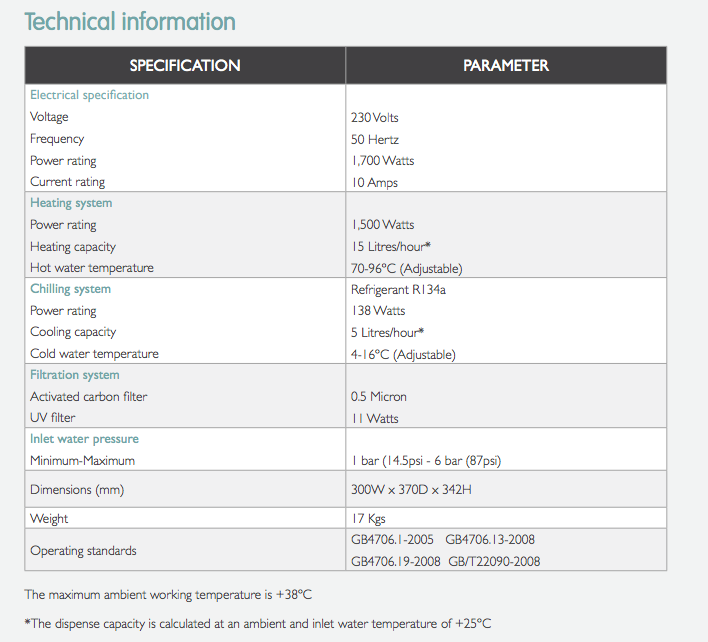 Technical information
SPECIFICATION PARAMETER
Electrical specification
Voltage 230 Volts
Frequency 50 Hertz
Power rating 1,700 Watts
Current rating 10 Amps
Heating system
Power rating 1,500 Watts
Heating capacity 15 Litres/hour*
Hot water temperature 70-96°C (Adjustable)
Chilling system Refrigerant R134a
Power rating 138 Watts
Cooling capacity 5 Litres/hour*
Cold water temperature 4-16°C (Adjustable)
Filtration system
Activated carbon filter 0.5 Micron
UV filter 11 Watts
Inlet water pressure
Minimum-Maximum 1 bar (14.5psi - 6 bar (87psi)
Dimensions (mm) 300W x 370D x 342H
Weight 17 Kgs
Operating standards
GB4706.1-2005 GB4706.13-2008
GB4706.19-2008 GB/T22090-2008
The maximum ambient working temperature is +38°C
*The dispense capacity is calculated at an ambient and inlet water temperature of +25°C